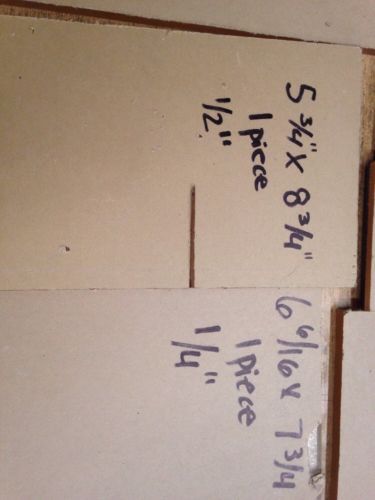 5 3/4" x 8 3/4"
1 piece
1/2"
6 6/16 x 7 3/4
1 piece
1/4"